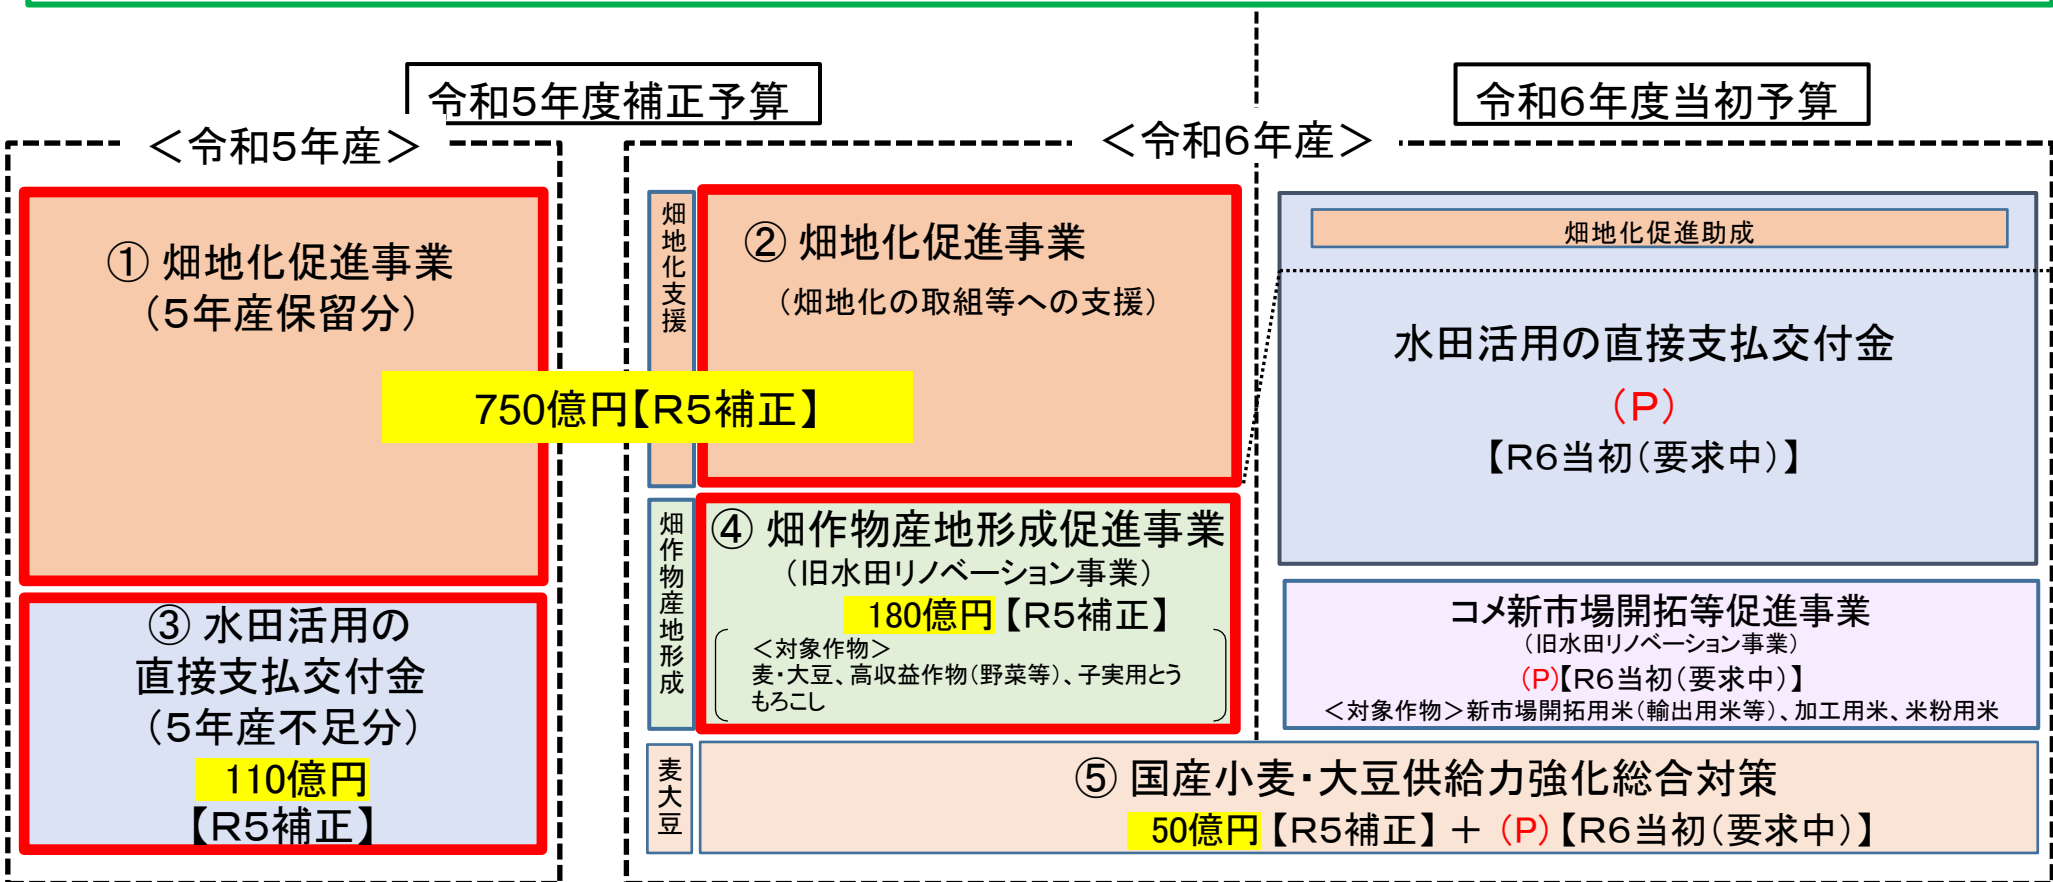 令和5年度補正予算
令和6年度当初予算
＜令和5年産＞
＜令和6年産＞
① 畑地化促進事業
（5年産保留分）
畑地化支援
② 畑地化促進事業
（畑地化の取組等への支援）
750億円【R5補正】
畑地化促進助成
水田活用の直接支払交付金
（P）
【R6当初（要求中）】
③ 水田活用の
直接支払交付金
（5年産不足分）
110億円
【R5補正】
畑作物産地形成
④ 畑作物産地形成促進事業
（旧水田リノベーション事業）
180億円【R5補正】
＜対象作物＞
麦・大豆、高収益作物（野菜等）、子実用とう
もろこし
コメ新市場開拓等促進事業
（旧水田リノベーション事業）
（P）【R6当初（要求中）】
＜対象作物＞新市場開拓用米（輸出用米等）、加工用米、米粉用米
麦大豆
⑤ 国産小麦・大豆供給力強化総合対策
50億円【R5補正】＋（P）【R6当初（要求中）】